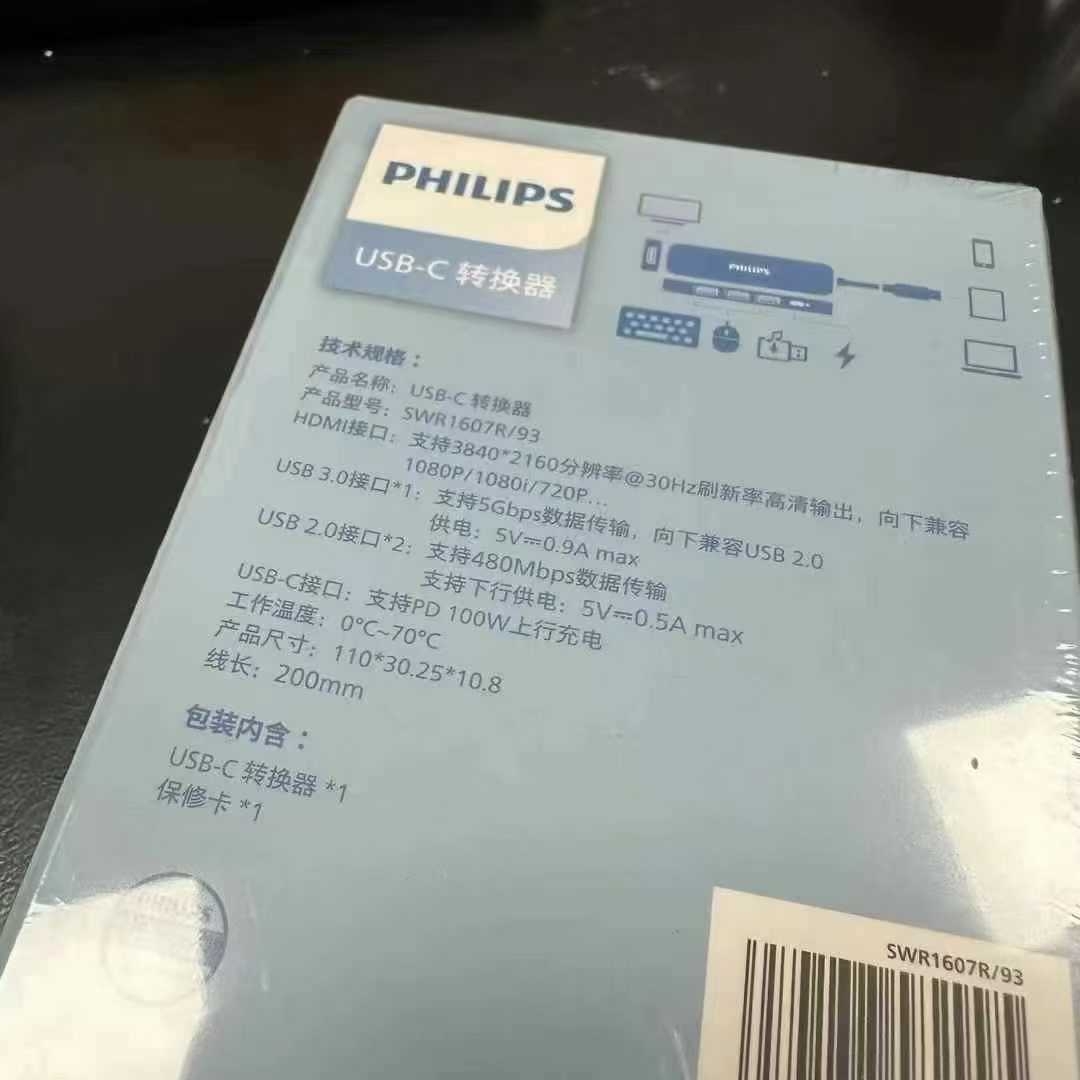 PHILIPS
USB-C 转换器
PHILIPS
技术规格：
产品名称：USB-C 转换器
产品型号：SWR1607R/93
HDMI接口：支持3840*2160分辨率@30Hz刷新率高清输出，向下兼容
1080P/1080i/720P...
USB 3.0接口*1：支持5Gbps数据传输，向下兼容USB 2.0
供电：5V⎓0.9A max
USB 2.0接口*2：支持480Mbps数据传输
支持下行供电：5V⎓0.5A max
USB-C接口：支持PD 100W上行充电
工作温度：0°C~70°C
产品尺寸：110*30.25*10.8
线长：200mm
包装内含：
USB-C 转换器 *1
保修卡 *1
SWR1607R/93